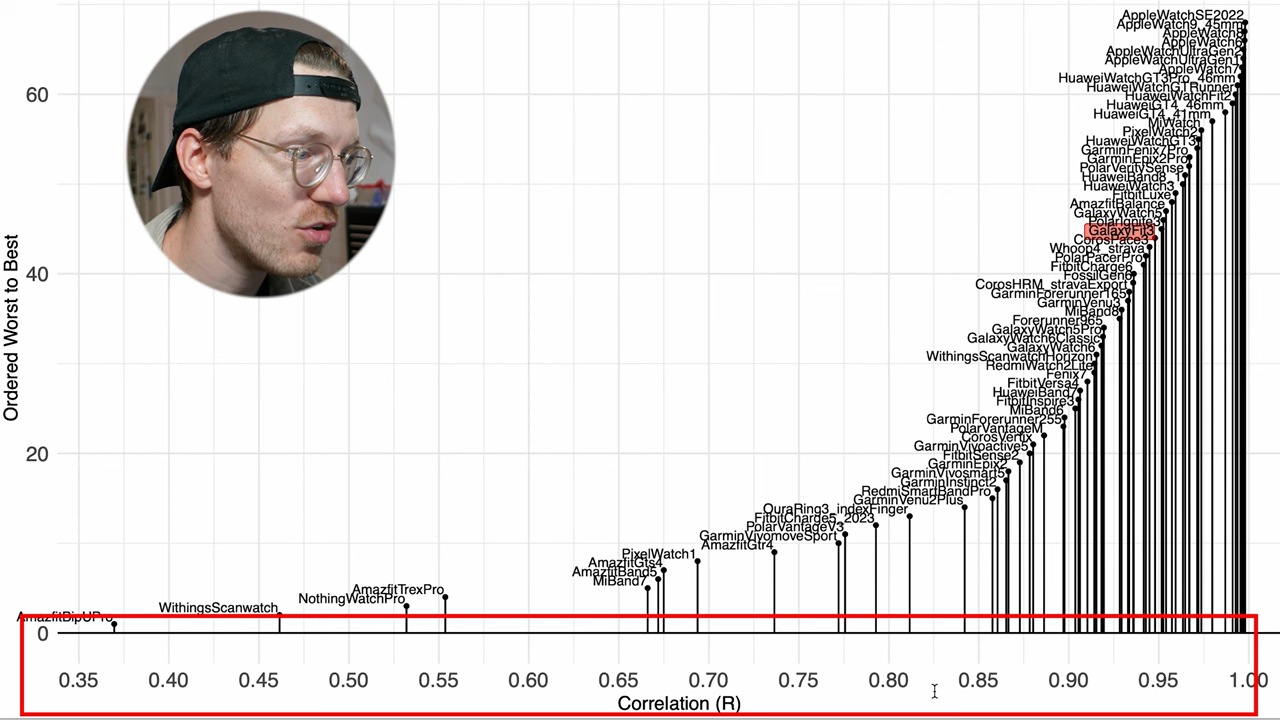 AppleWatchSE2022
AppleWatch9_45mm
AppleWatch8
AppleWatch6
AppleWatchUltraGen2
AppleWatchUltraGen1
AppleWatch7
HuaweiWatchGT3Pro_46mm
HuaweiWatchGTRunner
60
HuaweiWatchFit2
HuaweiGT4_46mm
HuaweiGT4_41mm
MiWatch
PixelWatch2
HuaweiWatchGT3
GarminFenix7Pro
GarminEpix2Pro
PolarVeritySense
HuaweiBand8_1
HuaweiWatch3
FitbitLuxe
AmazfitBalance
GalaxyWatch5
PolarIgnite3
GalaxyFit3
CorosPace3
Whoop4_strava
PolarPacerPro
FitbitCharge6
40
FossilGen6
CorosHRM_stravaExport
GarminForerunner165
GarminVenu3
MiBand8
Forerunner965
GalaxyWatch5Pro
GalaxyWatch6Classic
GalaxyWatch6
WithingsScanwatchHorizon
RedmiWatch2Lite
Fenix7
FitbitVersa4
HuaweiBand7
FitbitInspire3
MiBand6
GarminForerunner255
PolarVantageM
CorosVertix
GarminVivoactive5
20
FitbitSense2
GarminEpix2
GarminVivosmart5
GarminInstinct2
RedmiSmartBandPro
GarminVenu2Plus
OuraRing3_indexFinger
FitbitCharge5_2023
PolarVantageV3
GarminVivomoveSport
AmazfitGtr4
PixelWatch1
AmazfitGts4
AmazfitBand5
MiBand7
AmazfitTrexPro
NothingWatchPro
WithingsScanwatch
AmazfitBipUPro
0
0.35 0.40 0.45 0.50 0.55 0.60 0.65 0.70 0.75 0.80 0.85 0.90 0.95 1.00
Correlation (R)
Ordered Worst to Best